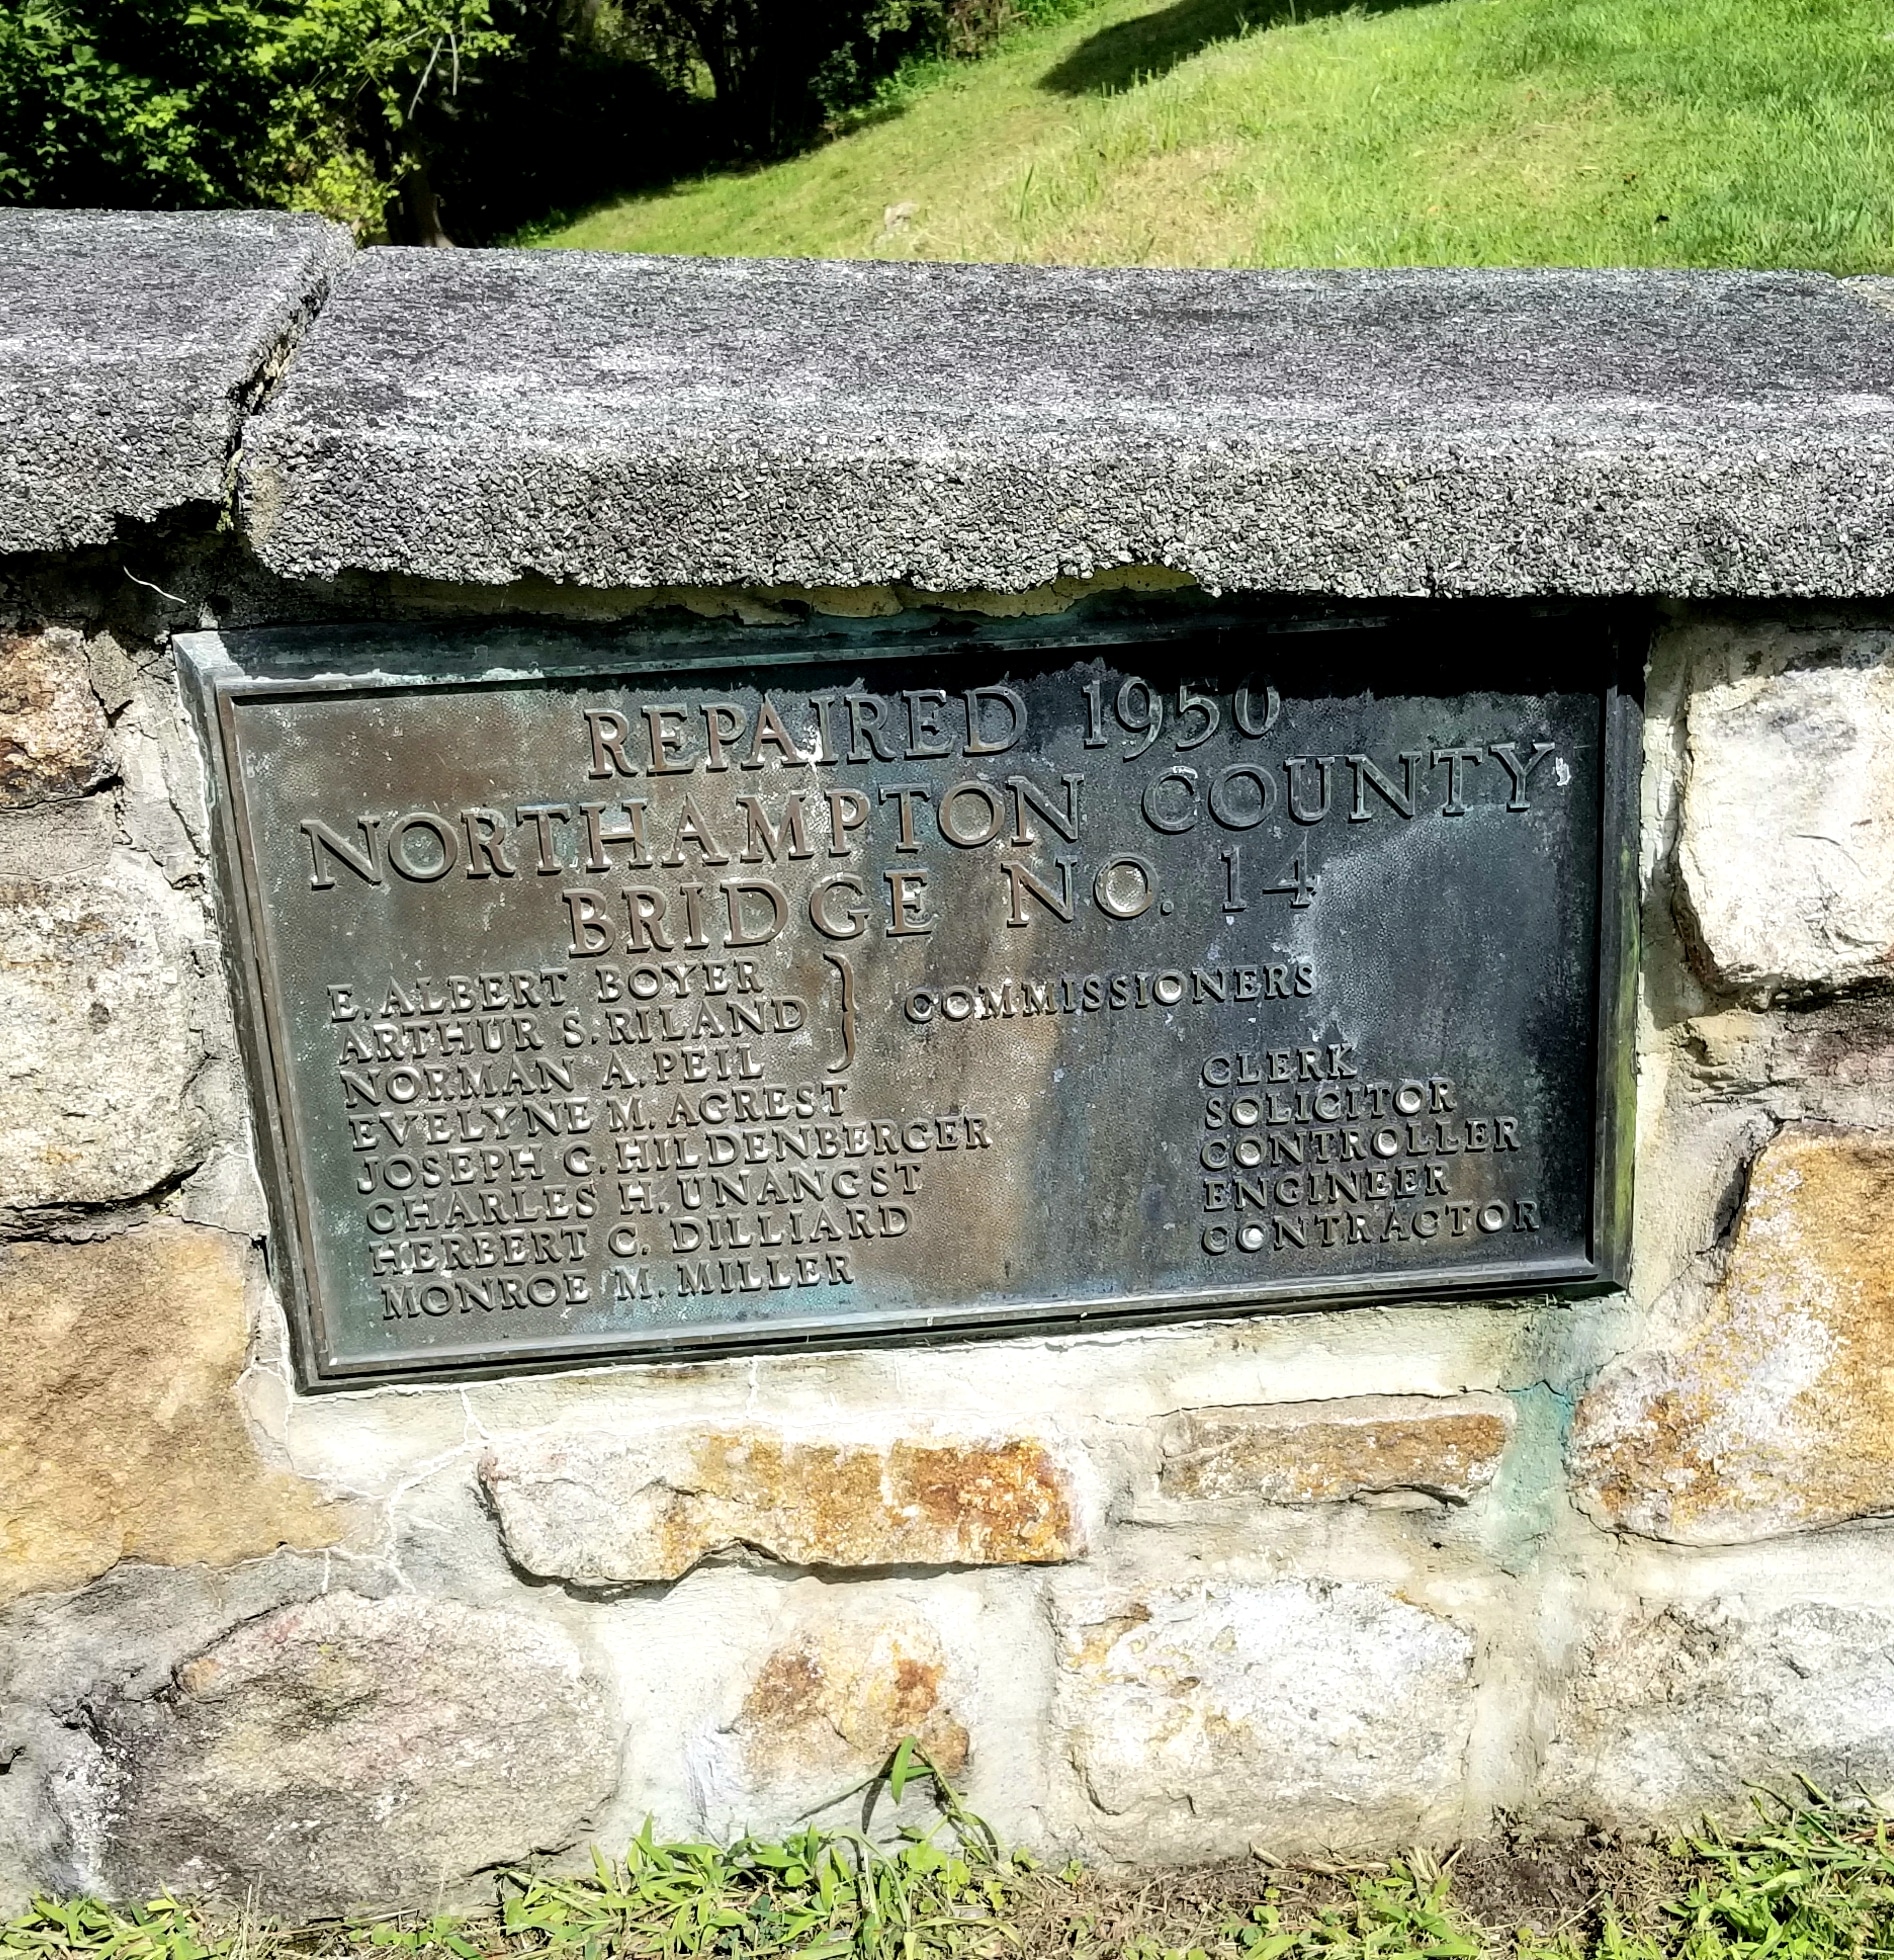 REPAIRED 1950
NORTHAMPTON COUNTY
BRIDGE NO. 14
E. ALBERT BOYER
ARTHUR S. RILAND } COMMISSIONERS
NORMAN A. PEIL
EVELYNE M. AGREST CLERK
JOSEPH G. HILDENBERGER SOLICITOR
CHARLES H. UNANGST CONTROLLER
HERBERT C. DILLIARD ENGINEER
MONROE M. MILLER CONTRACTOR